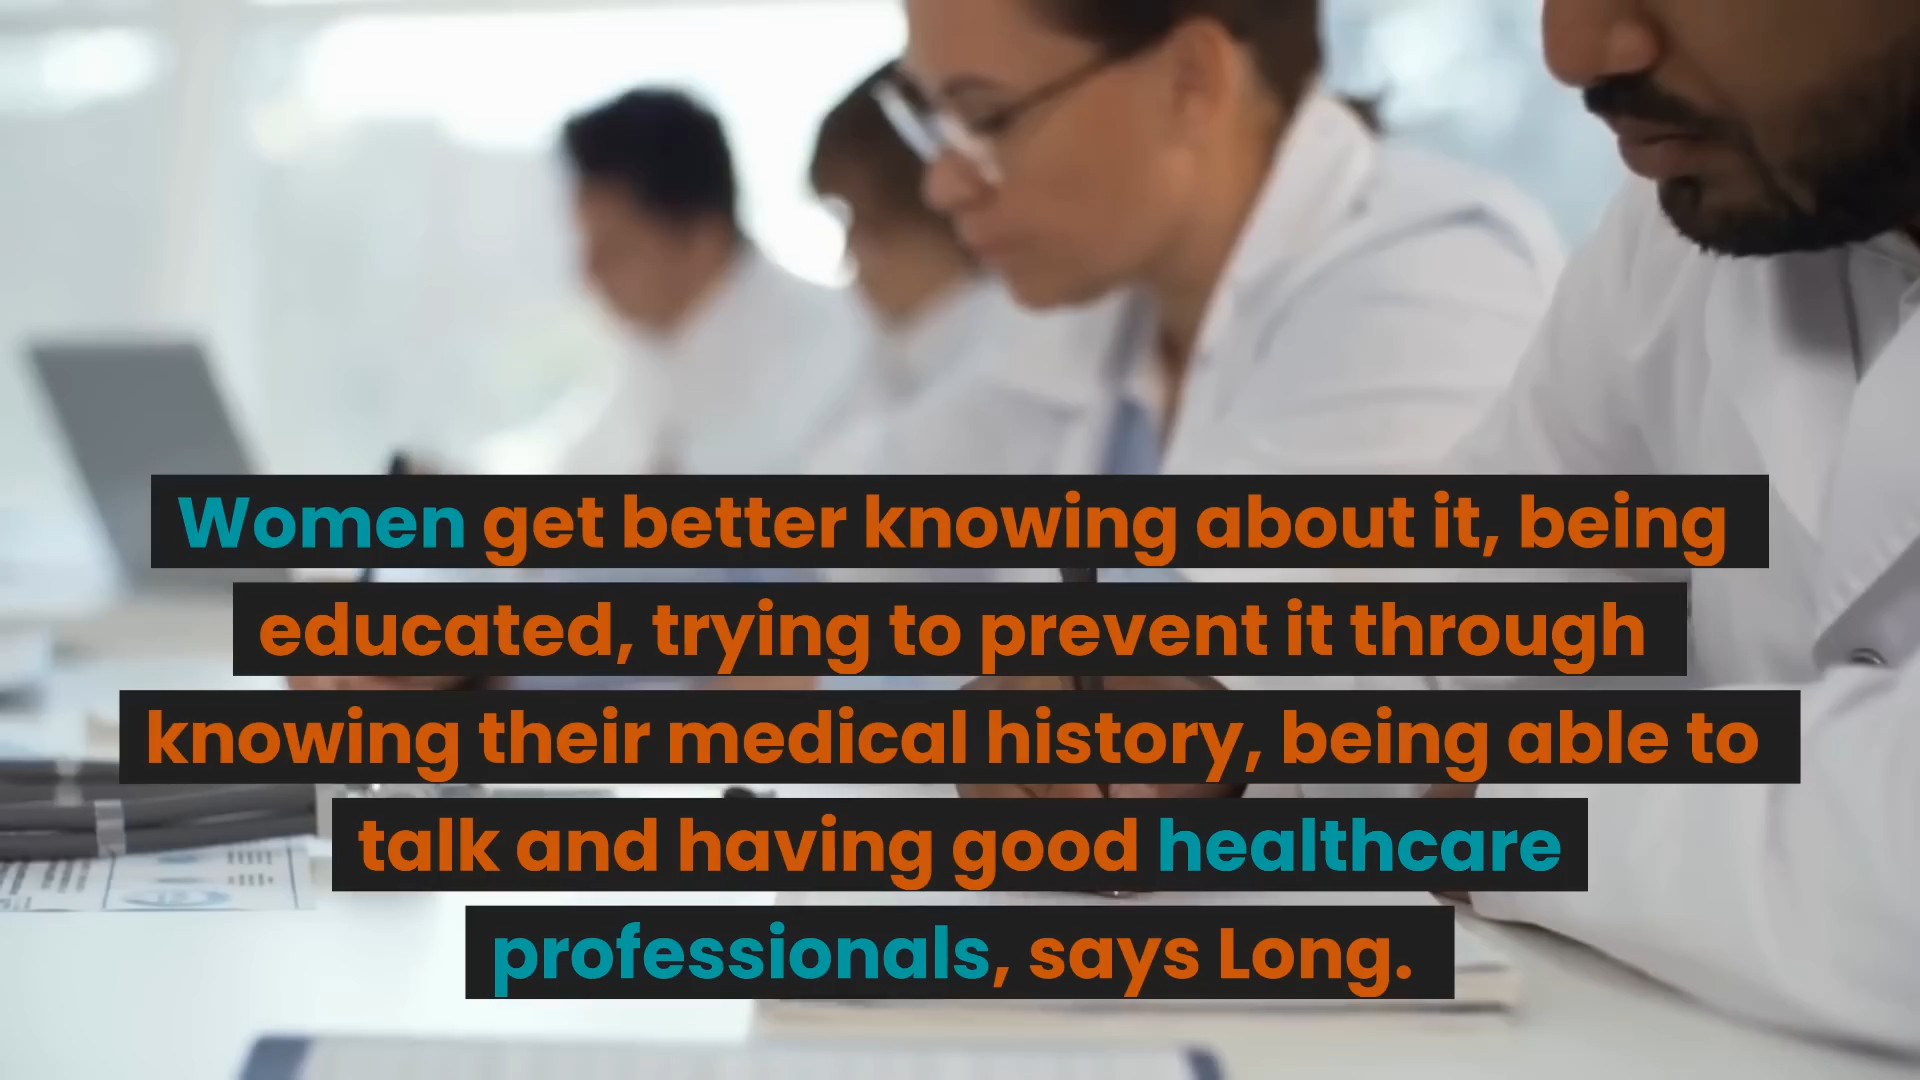 Women get better knowing about it, being
educated, trying to prevent it through
knowing their medical history, being able to
talk and having good healthcare
professionals, says Long.